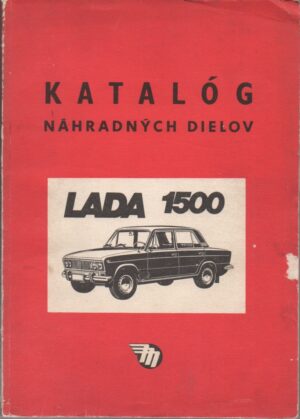 KATALÓG
NÁHRADNÝCH DIELOV
LADA 1500